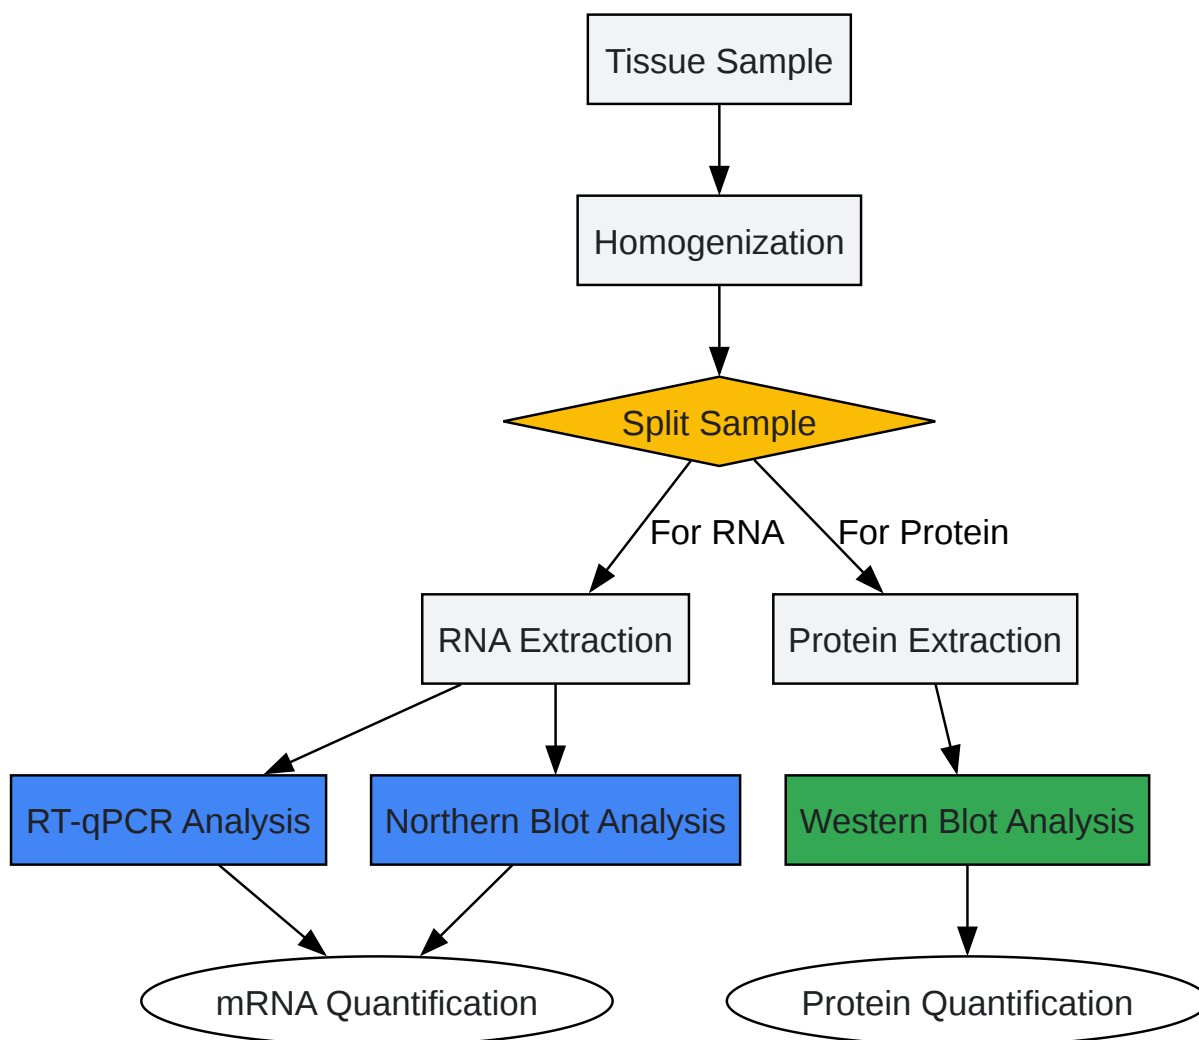 Tissue Sample
Homogenization
Split Sample
For RNA
For Protein
RNA Extraction
Protein Extraction
RT-qPCR Analysis
Northern Blot Analysis
Western Blot Analysis
mRNA Quantification
Protein Quantification